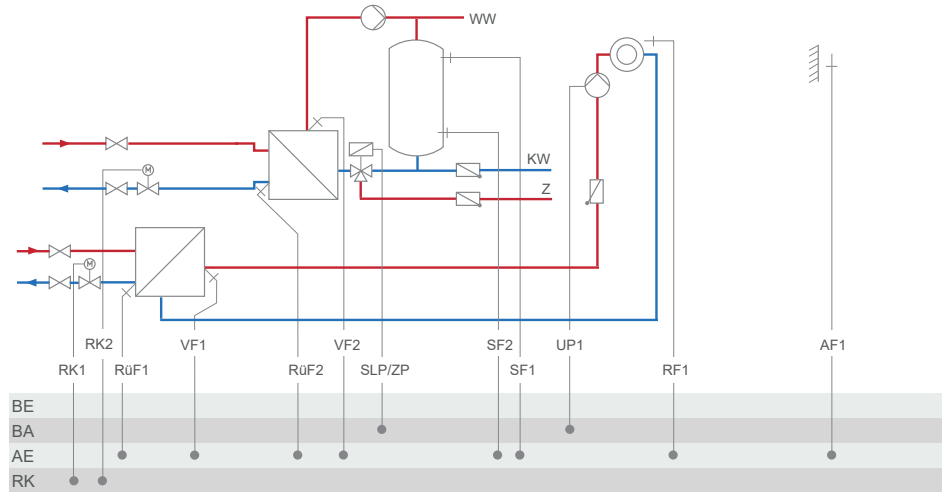 WW
KW
Z
M
M
RK2
VF1
VF2
SF2
UP1
AF1
RK1
RüF1
RüF2
SLP/ZP
SF1
RF1
BE
BA
AE
RK